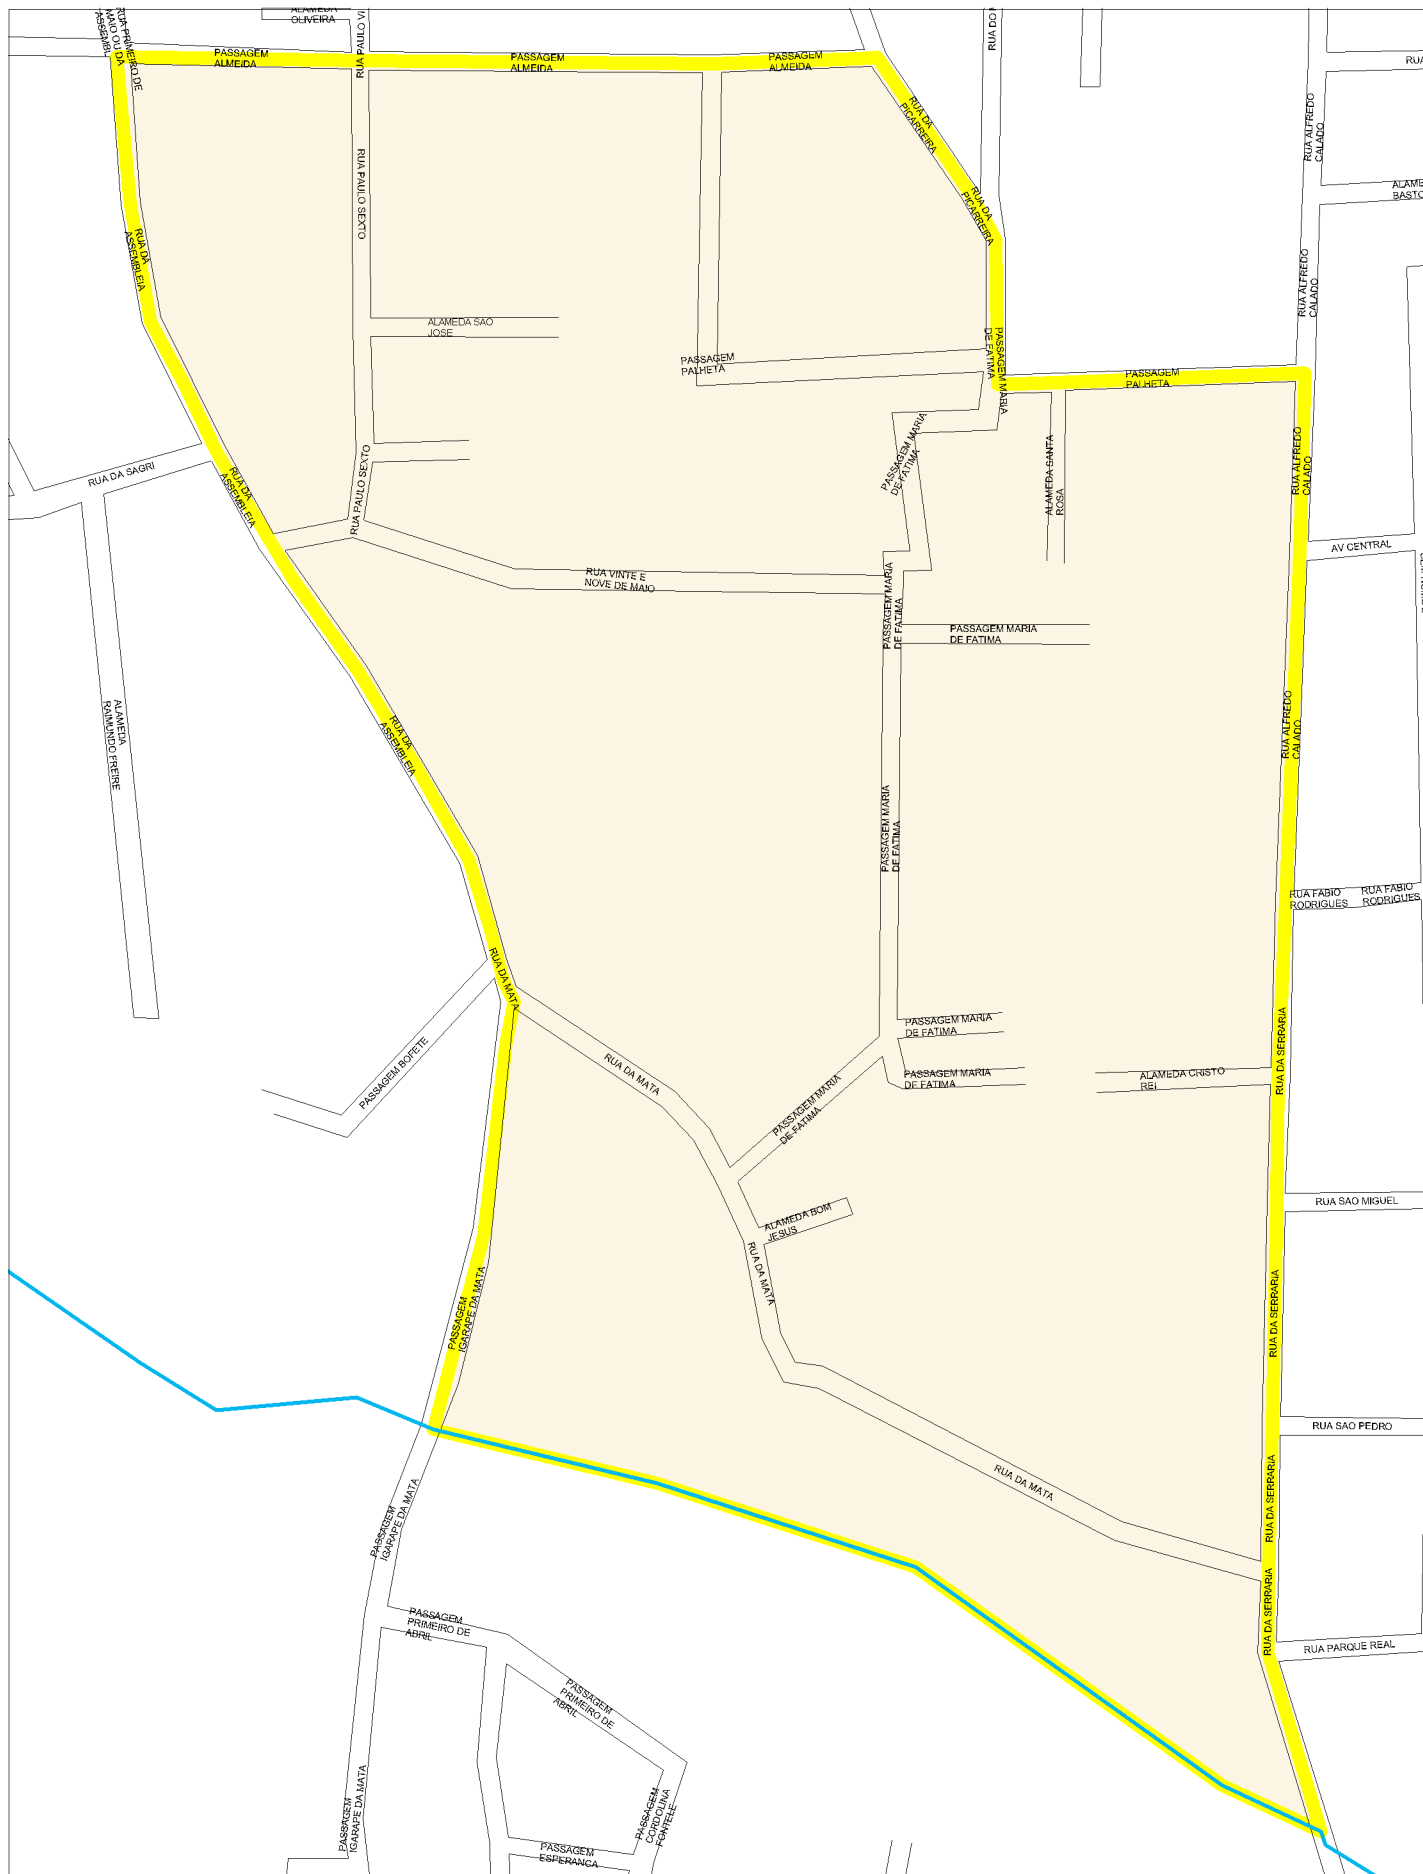 ALAMEDA
OLIVEIRA
RUA PRIMEIRO DE
MAIO OU DA
RUA PAULO
PASSAGEM
ALMEIDA
PASSAGEM
ALMEIDA
PASSAGEM
ALMEIDA
RUA DO
RUA
RUA DA
PICARREIRA
RUA ALFREDO
CALADO
RUA PAULO SEXTO
RUA DA
PICARREIRA
RUA DA
ASSEMBLEIA
RUA ALFREDO
CALADO
ALAMEDA SAO
JOSE
PASSAGEM
PALHETA
PASSAGEM MARIA
DE FATIMA
PASSAGEM
PALHETA
RUA DA SAGRI
RUA DA
ASSEMBLEIA
RUA PAULO SEXTO
PASSAGEM MARIA
DE FATIMA
ALAMEDA SANTA
ROSA
RUA ALFREDO
CALADO
AV CENTRAL
RUA VINTE E
NOVE DE MAIO
PASSAGEM MARIA
DE FATIMA
PASSAGEM MARIA
DE FATIMA
ALAMEDA
RAIMUNDO FREIRE
RUA DA
ASSEMBLEIA
RUA ALFREDO
CALADO
PASSAGEM MARIA
DE FATIMA
RUA FABIO
RODRIGUES
RUA FABIO
RODRIGUES
RUA DA MATA
PASSAGEM BOFETE
RUA DA MATA
PASSAGEM MARIA
DE FATIMA
PASSAGEM MARIA
DE FATIMA
PASSAGEM MARIA
DE FATIMA
ALAMEDA CRISTO
REI
RUA DA SERRARIA
ALAMEDA BOM
JESUS
RUA SAO MIGUEL
RUA DA MATA
PASSAGEM
IGARAPE DA MATA
RUA DA SERRARIA
RUA SAO PEDRO
RUA DA MATA
PASSAGEM
IGARAPE DA MATA
RUA DA SERRARIA
RUA DA SERRARIA
PASSAGEM
PRIMEIRO DE
ABRIL
RUA PARQUE REAL
PASSAGEM
PRIMEIRO DE
ABRIL
PASSAGEM
IGARAPE DA MATA
PASSAGEM
CORDOLINA
FONTELE
PASSAGEM
ESPERANCA